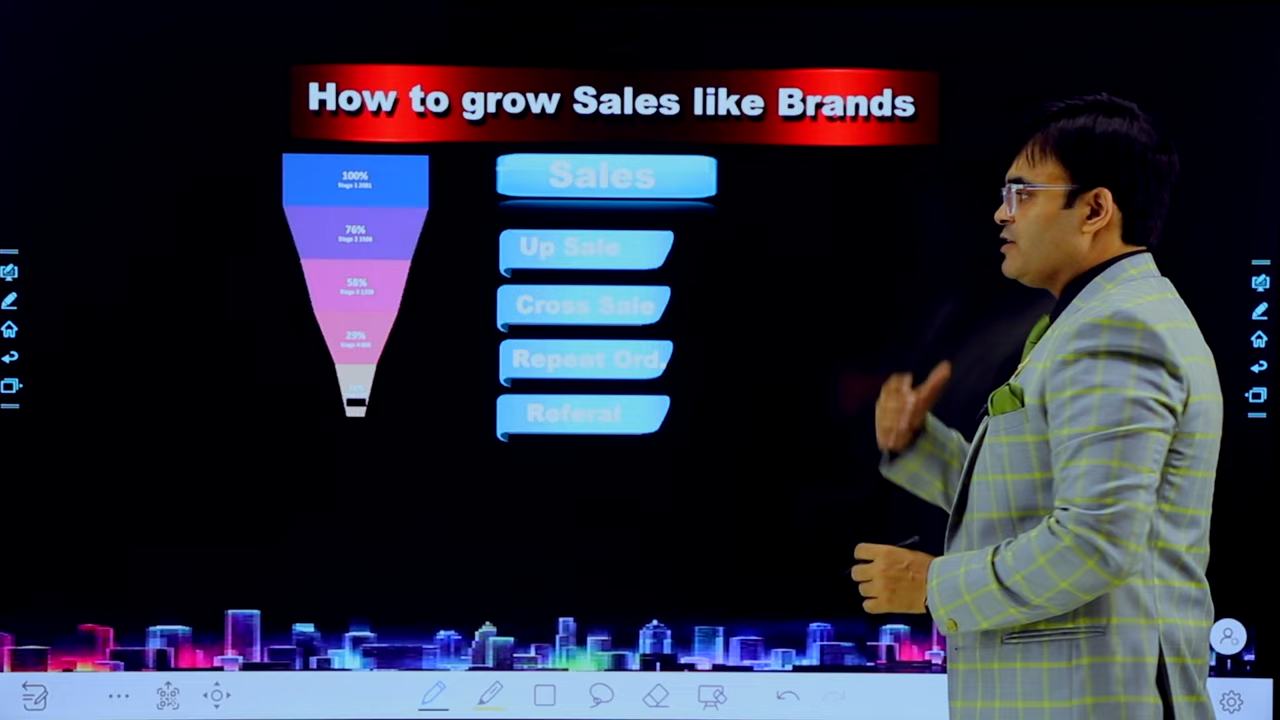 How to grow Sales like Brands
100%
Sales
76%
Up Sale
58%
Cross Sale
29%
Repeat Ord.
Referal